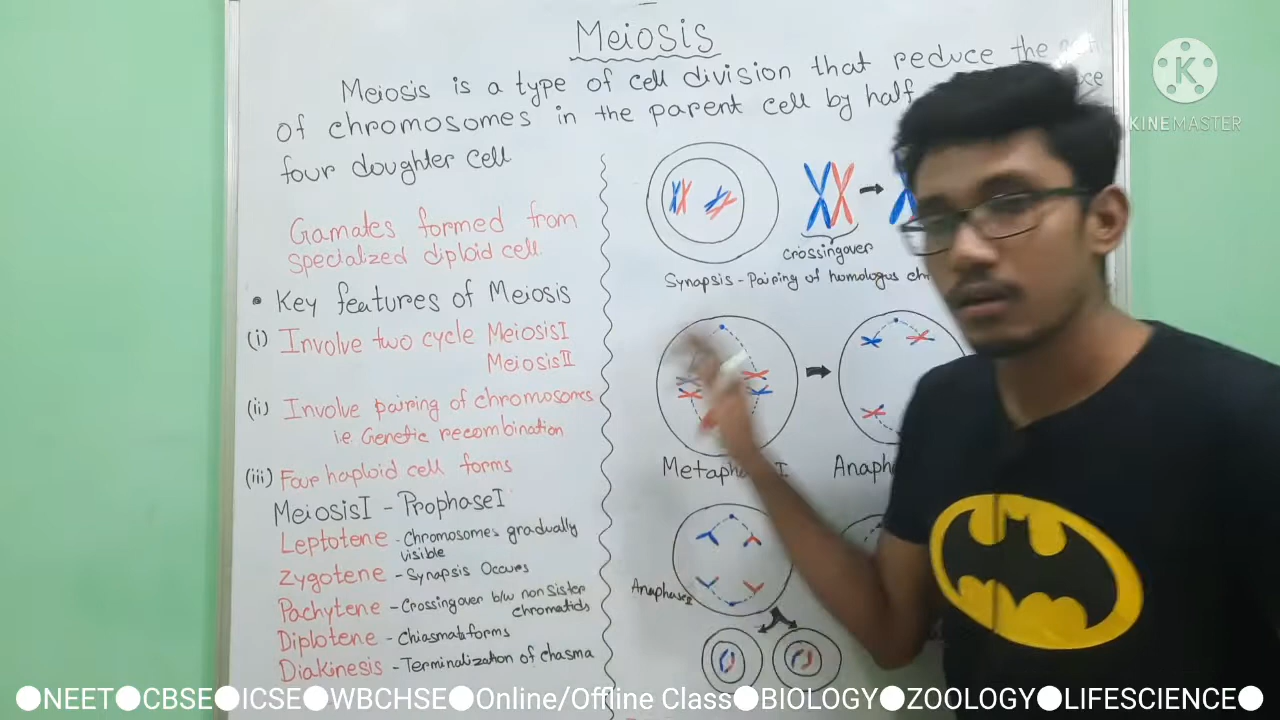 Meiosis
Meiosis is a type of cell division that reduce the
of chromosomes in the parent cell by half
four doughter cell
Gamates formed from
specialized diploid cell.
• Key features of Meiosis
(i) Involve two cycle MeiosisI
MeiosisII
(ii) Involve pairing of chromosomes
i.e Genetic recombination
(iii) Four haploid cell forms
MeiosisI - ProphaseI
Leptotene - Chromosomes gradually
visible
Zygotene - Synapsis Occurs
Pachytene - Crossingover b/w non sister
chromatids
Diplotene - Chiasmata forms
Diakinesis - Terminalization of chasma
crossingover
Synapsis - Pairing of homologus
Metaphase I
Anaph
Anaphase II
K
KINEMASTER
●NEET●CBSE●ICSE●WBCHSE●Online/Offline Class●BIOLOGY●ZOOLOGY●LIFESCIENCE●